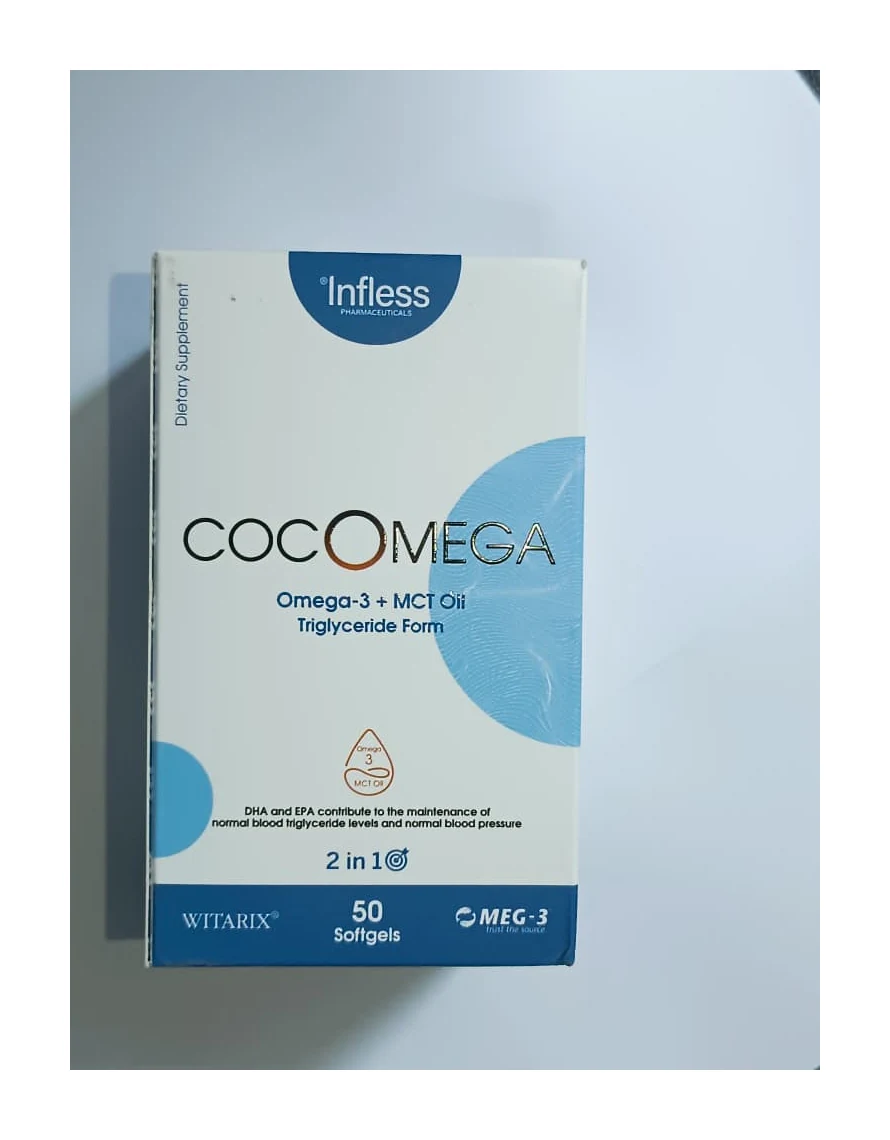 ®Infless
PHARMACEUTICALS
Dietary Supplement
COCOMEGA
Omega-3 + MCT Oil
Triglyceride Form
Omega
3
MCT Oil
DHA and EPA contribute to the maintenance of
normal blood triglyceride levels and normal blood pressure
2 in 1
WITARIX®
50
Softgels
MEG-3
trust the source